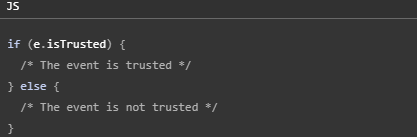 JS
if (e.isTrusted) {
  /* The event is trusted */
} else {
  /* The event is not trusted */
}